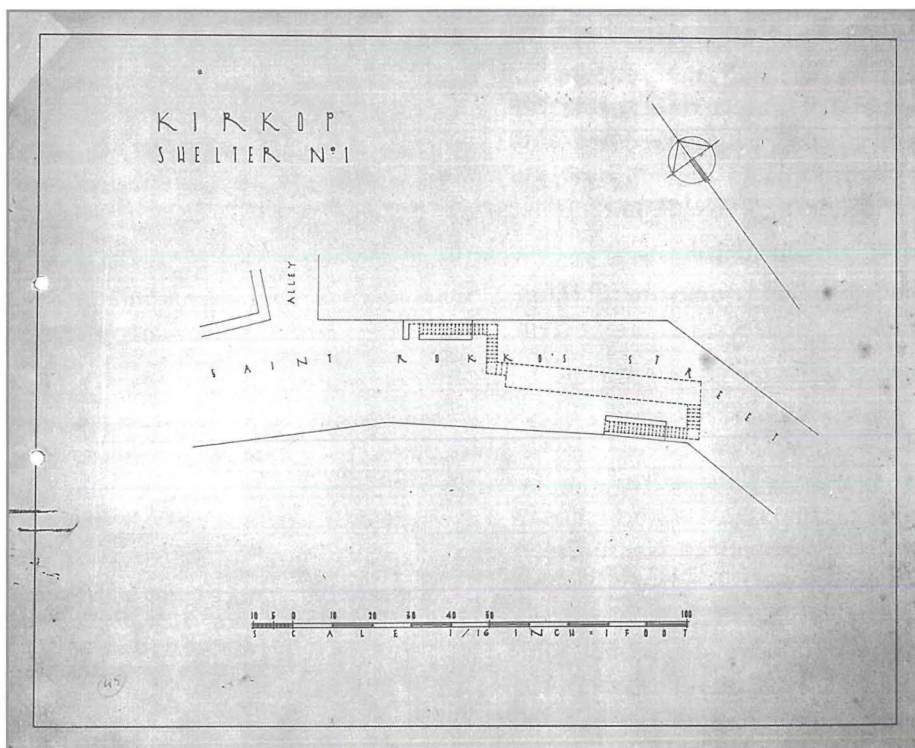 KIRKOP
SHELTER Nº1
ALLEY
SAINT ROKKO'S STREET
10 5 0 10 20 30 40 50 100
SCALE 1/16 INCH = 1 FOOT